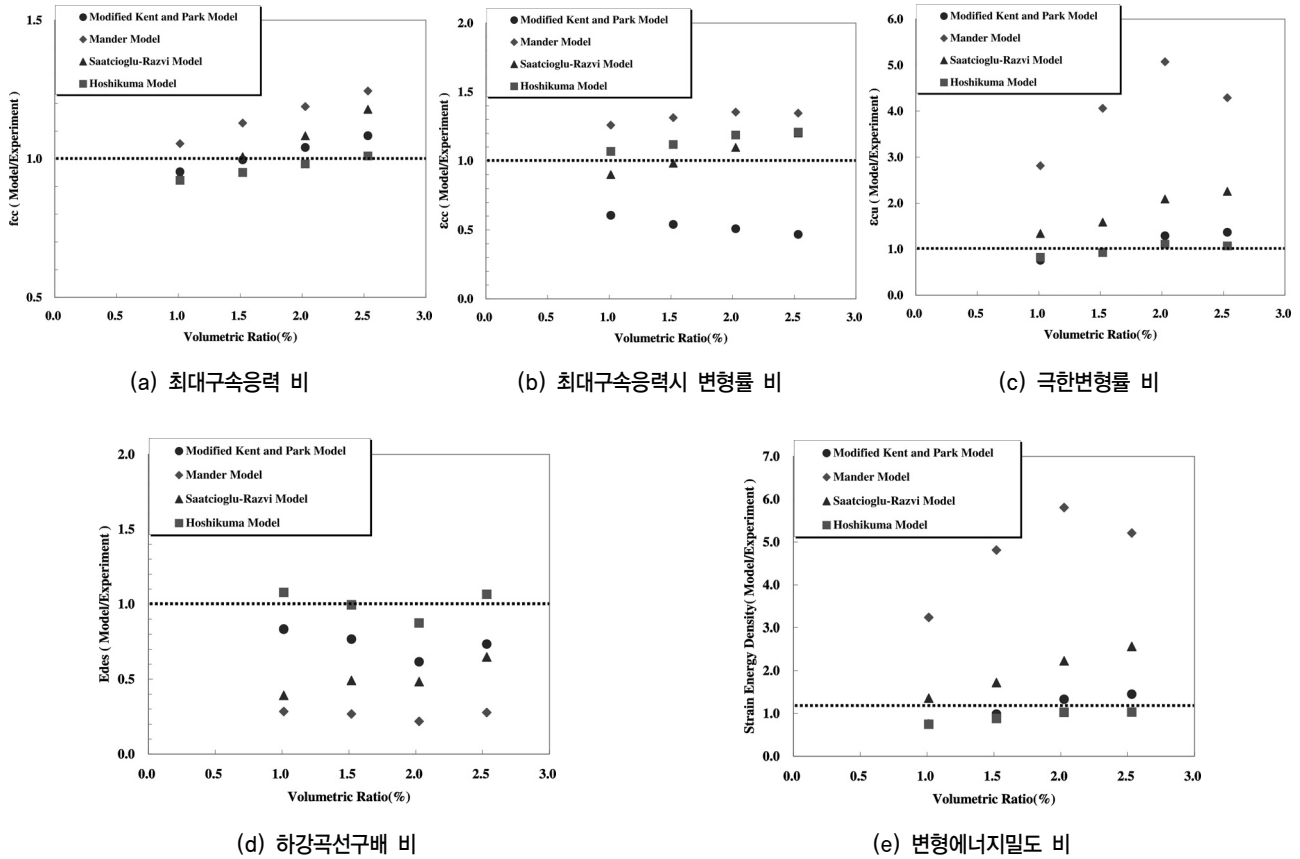 1.5
1.0
0.5
fcc ( Model/Experiment )
Modified Kent and Park Model
Mander Model
Saatcioglu-Razvi Model
Hoshikuma Model
0.0 0.5 1.0 1.5 2.0 2.5 3.0
Volumetric Ratio(%)
(a) 최대구속응력 비
2.0
1.5
1.0
0.5
0.0
εcc ( Model/Experiment )
Modified Kent and Park Model
Mander Model
Saatcioglu-Razvi Model
Hoshikuma Model
0.0 0.5 1.0 1.5 2.0 2.5 3.0
Volumetric Ratio(%)
(b) 최대구속응력시 변형률 비
6.0
5.0
4.0
3.0
2.0
1.0
0.0
εcu ( Model/Experiment )
Modified Kent and Park Model
Mander Model
Saatcioglu-Razvi Model
Hoshikuma Model
0.0 0.5 1.0 1.5 2.0 2.5 3.0
Volumetric Ratio(%)
(c) 극한변형률 비
2.0
1.5
1.0
0.5
0.0
Edes ( Model/Experiment )
Modified Kent and Park Model
Mander Model
Saatcioglu-Razvi Model
Hoshikuma Model
0.0 0.5 1.0 1.5 2.0 2.5 3.0
Volumetric Ratio(%)
(d) 하강곡선구배 비
7.0
6.0
5.0
4.0
3.0
2.0
1.0
0.0
Strain Energy Density( Model/Experiment )
Modified Kent and Park Model
Mander Model
Saatcioglu-Razvi Model
Hoshikuma Model
0.0 0.5 1.0 1.5 2.0 2.5 3.0
Volumetric Ratio(%)
(e) 변형에너지밀도 비